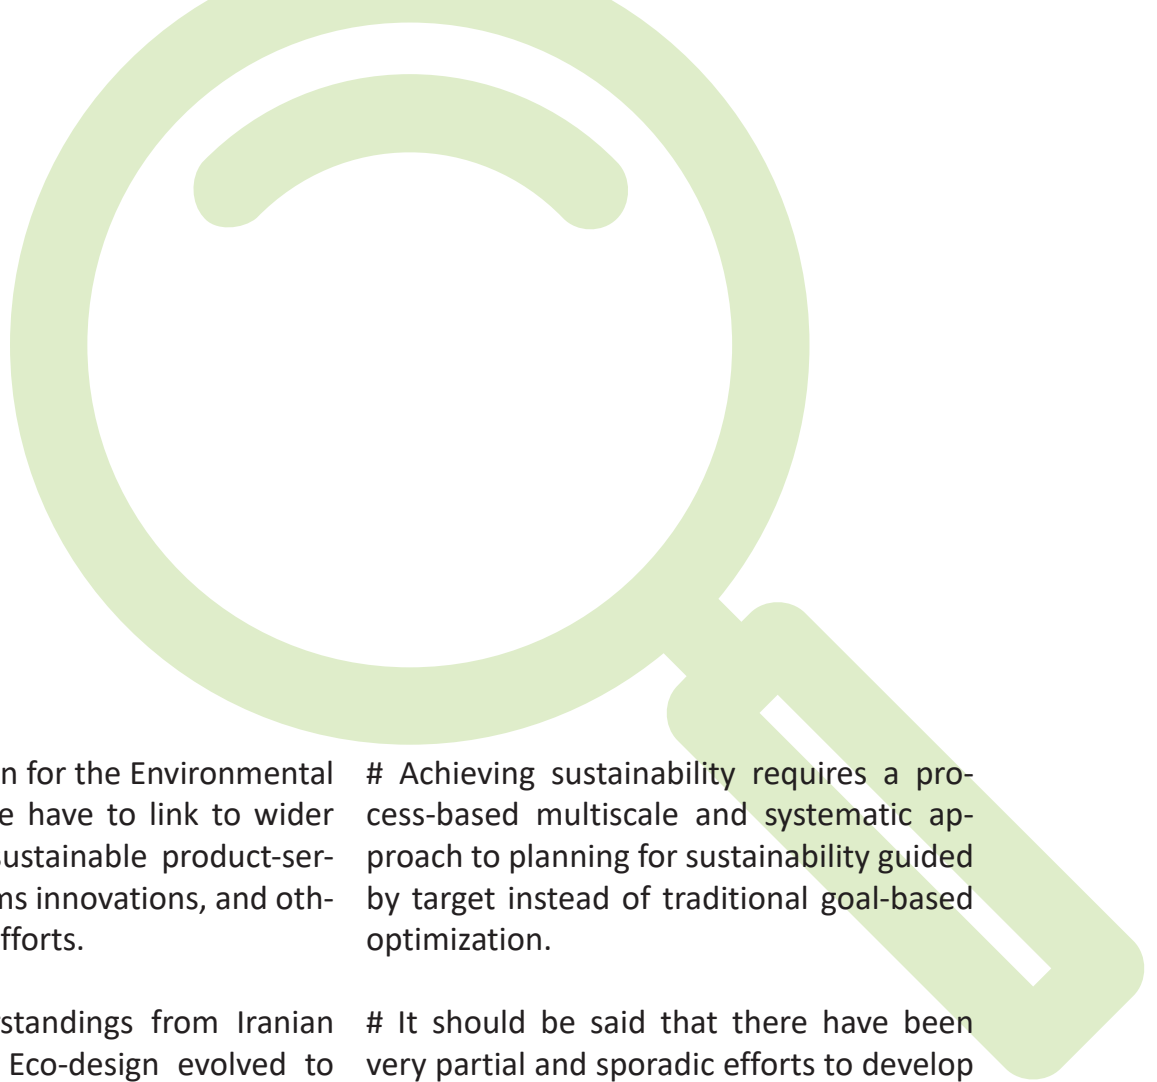 n for the Environmental
e have to link to wider
sustainable product-ser-
ns innovations, and oth-
fforts.
rstandings from Iranian
Eco-design evolved to
# Achieving sustainability requires a pro-
cess-based multiscale and systematic ap-
proach to planning for sustainability guided
by target instead of traditional goal-based
optimization.
# It should be said that there have been
very partial and sporadic efforts to develop